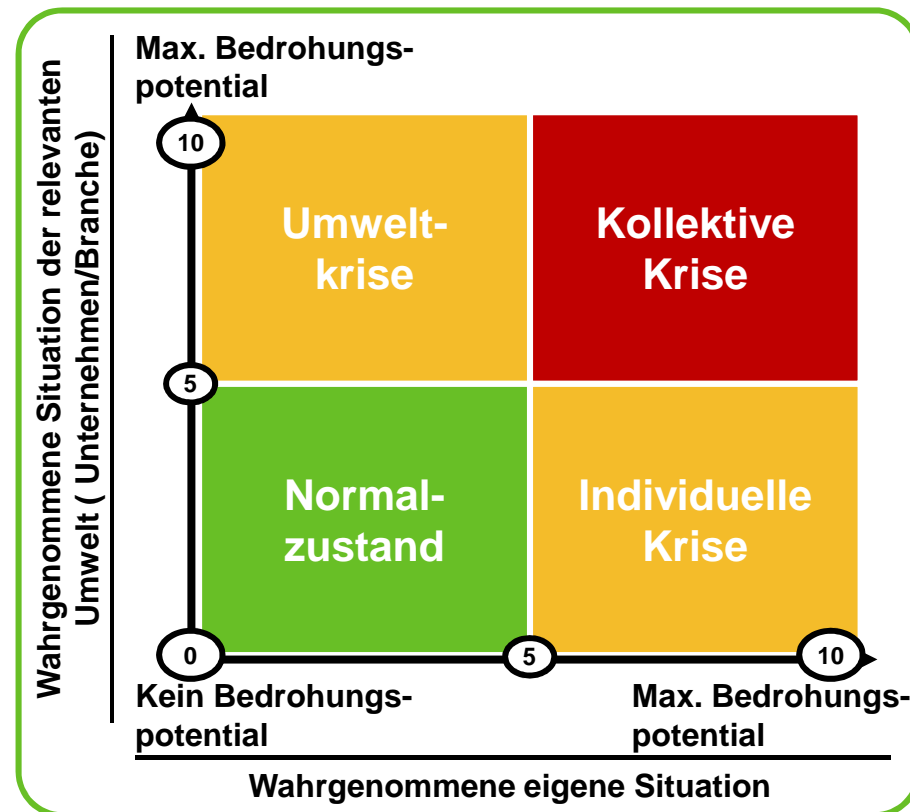 Max. Bedrohungs-
potential
Wahrgenommene Situation der relevanten
Umwelt ( Unternehmen/Branche)
10
Umwelt-
krise
Kollektive
Krise
5
Normal-
zustand
Individuelle
Krise
0
5
10
Kein Bedrohungs-
potential
Max. Bedrohungs-
potential
Wahrgenommene eigene Situation